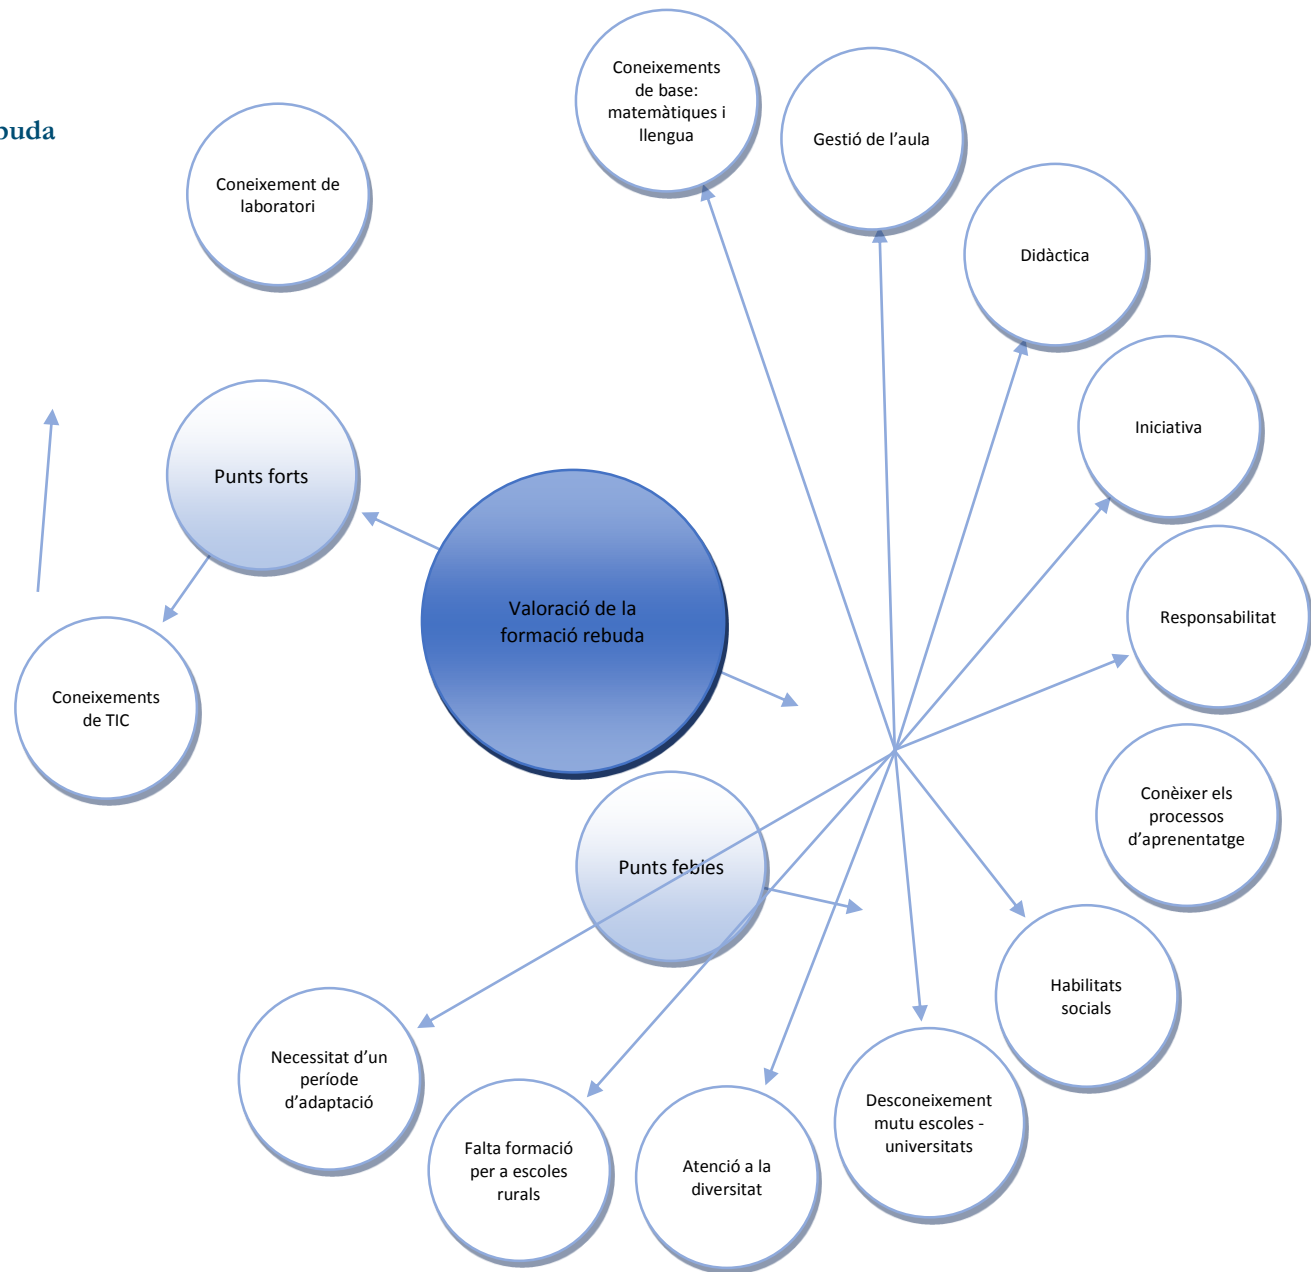 buda
Coneixements
de base:
matemàtiques i
llengua
Gestió de l'aula
Coneixement de
laboratori
Didàctica
Iniciativa
Punts forts
Valoració de la
formació rebuda
Responsabilitat
Coneixements
de TIC
Conèixer els
processos
d'aprenentatge
Punts febles
Habilitats
socials
Necessitat d'un
període
d'adaptació
Desconeixement
mutu escoles -
universitats
Falta formació
per a escoles
rurals
Atenció a la
diversitat